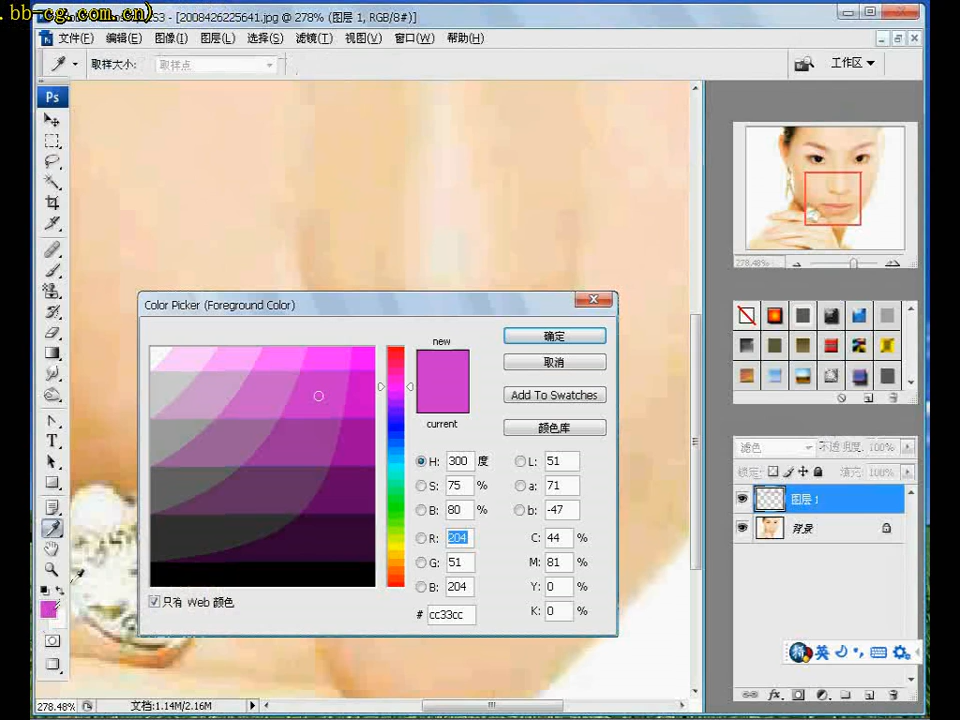 .bb-cg.com.cn)
S3 - [2008426225641.jpg @ 278% (图层 1, RGB/8#)]
文件(F) 编辑(E) 图像(I) 图层(L) 选择(S) 滤镜(T) 视图(V) 窗口(W) 帮助(H)
取样大小: 取样点 工作区
Ps
278.48%
Color Picker (Foreground Color)
new
current
确定
取消
Add To Swatches
颜色库
H: 300 度
S: 75 %
B: 80 %
R: 204
G: 51
B: 204
# cc33cc
L: 51
a: 71
b: -47
C: 44 %
M: 81 %
Y: 0 %
K: 0 %
只有 Web 颜色
滤色 不透明度: 100%
锁定: 填充: 100%
图层 1
背景
英
278.48% 文档:1.14M/2.16M
fx